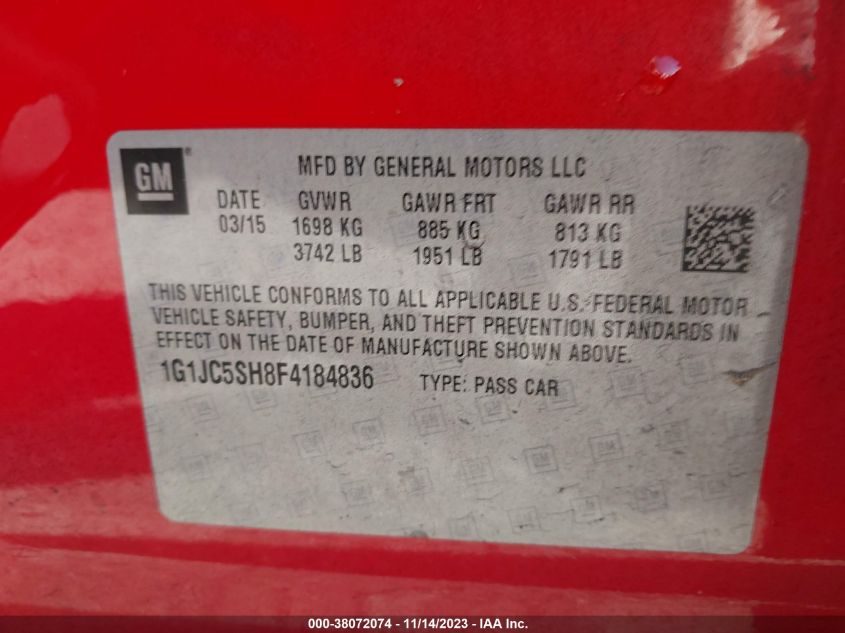 GM®
MFD BY GENERAL MOTORS LLC
DATE GVWR GAWR FRT GAWR RR
03/15 1698 KG 885 KG 813 KG
3742 LB 1951 LB 1791 LB
THIS VEHICLE CONFORMS TO ALL APPLICABLE U.S. FEDERAL MOTOR
VEHICLE SAFETY, BUMPER, AND THEFT PREVENTION STANDARDS IN
EFFECT ON THE DATE OF MANUFACTURE SHOWN ABOVE.
1G1JC5SH8F4184836 TYPE: PASS CAR
000-38072074 - 11/14/2023 - IAA Inc.